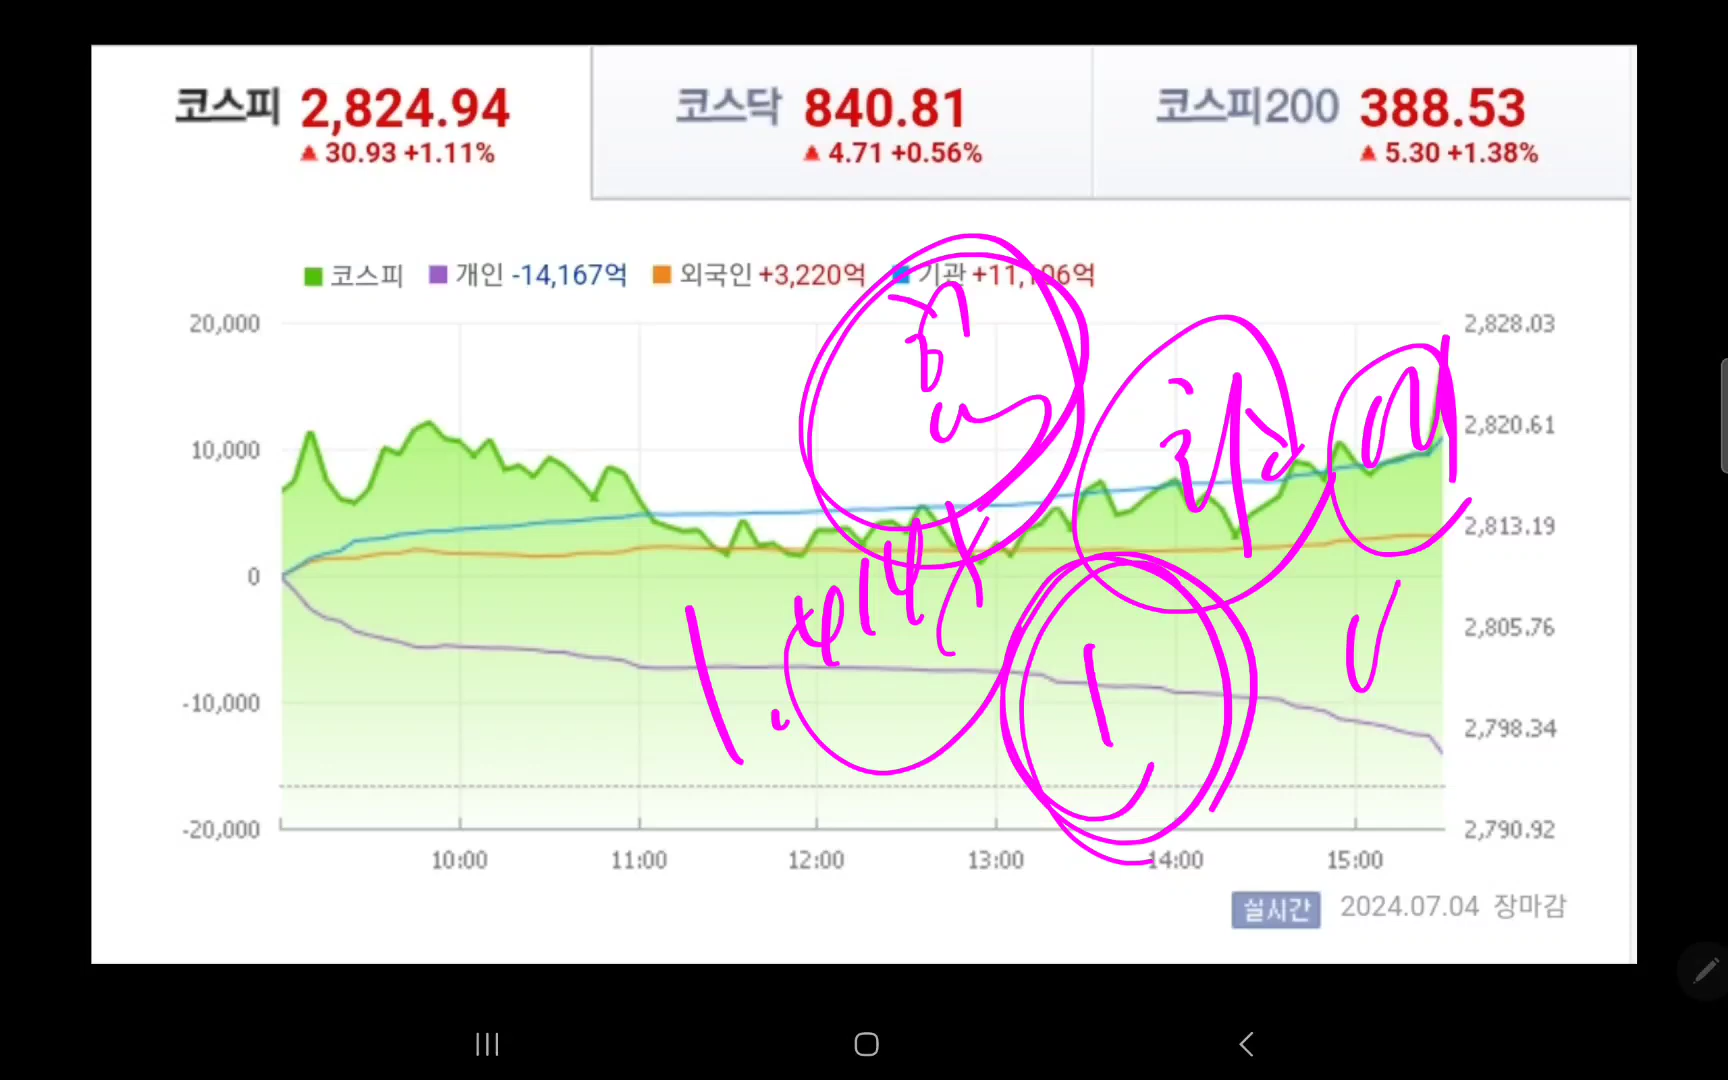 코스피 2,824.94 코스닥 840.81 코스피200 388.53
▲ 30.93 +1.11% ▲ 4.71 +0.56% ▲ 5.30 +1.38%
코스피 개인 -14,167억 외국인 +3,220억 기관
20,000 2,828.03
2,820.61
10,000
2,813.19
0
2,805.76
-10,000
2,798.34
-20,000 2,790.92
10:00 11:00 12:00 13:00 14:00 15:00
실시간 2024.07.04 장마감